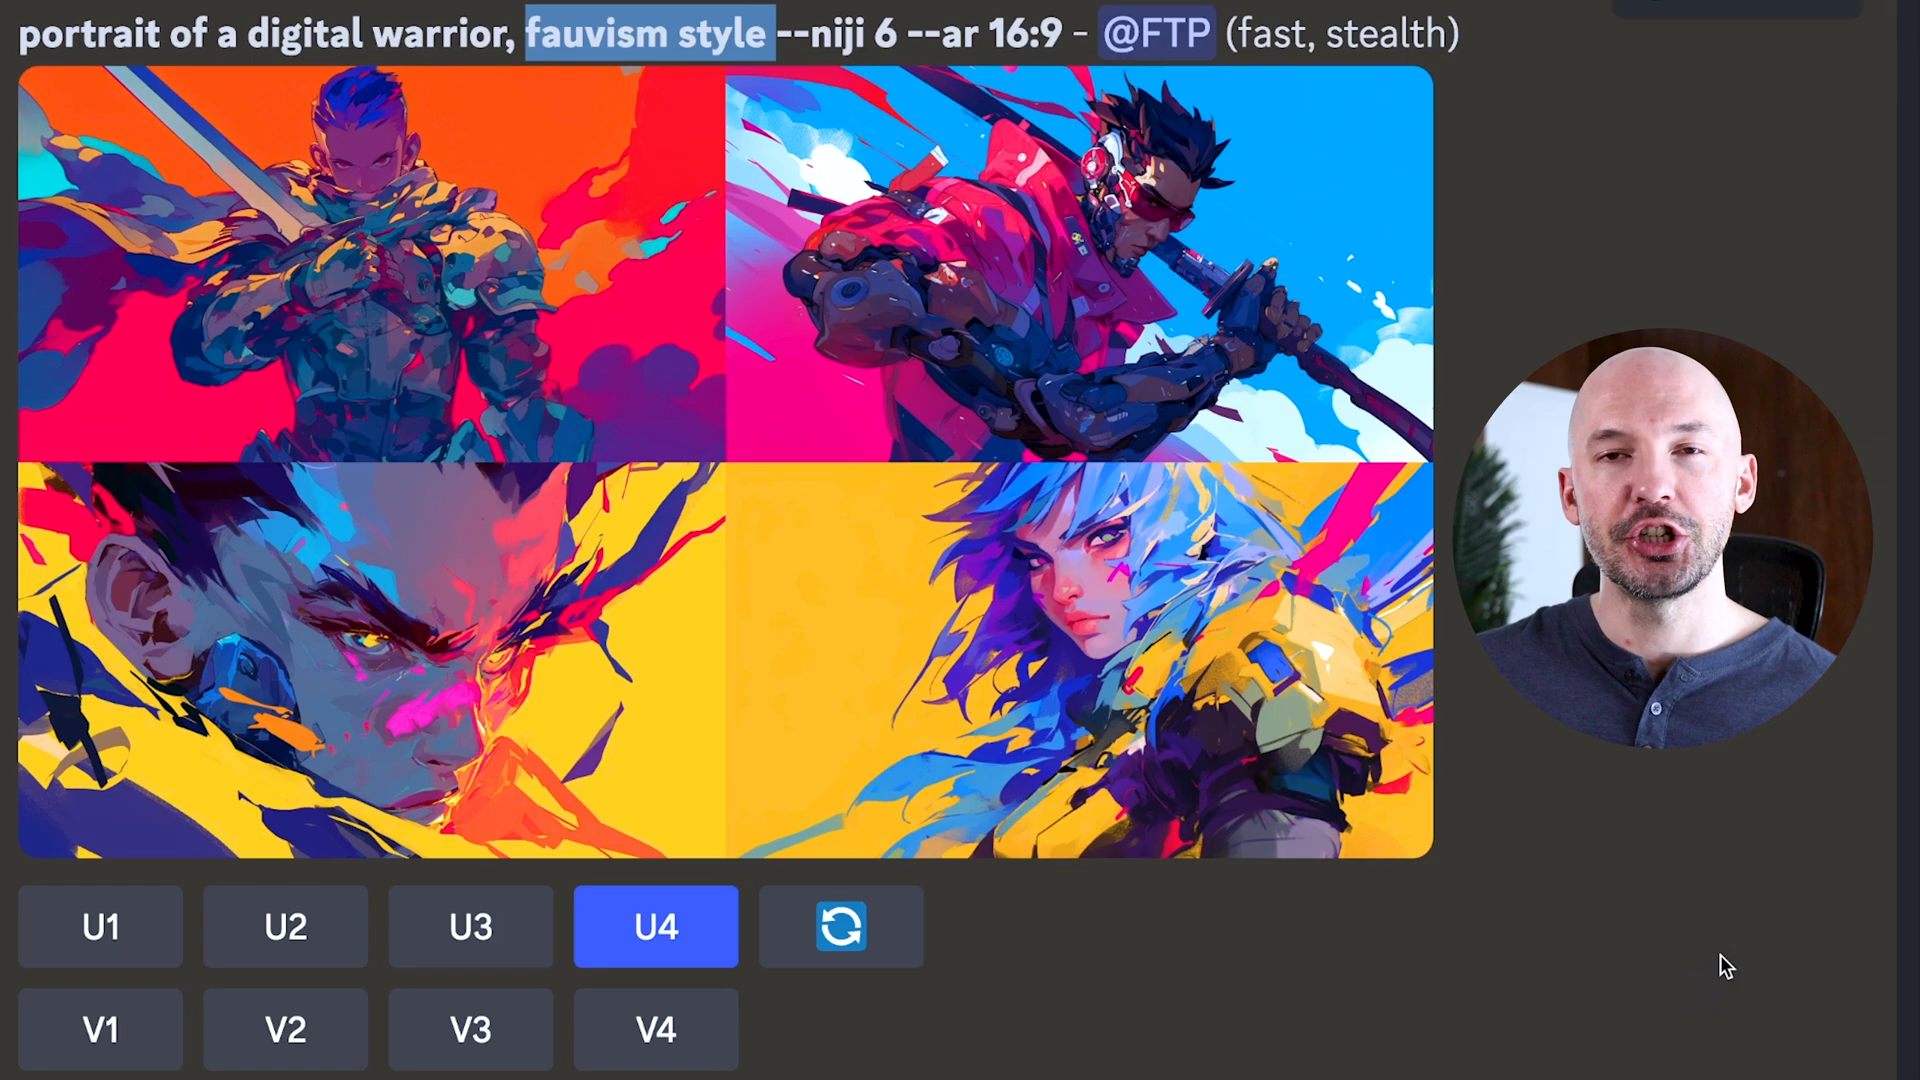 portrait of a digital warrior, fauvism style --niji 6 --ar 16:9 - @FTP (fast, stealth)
U1 U2 U3 U4
V1 V2 V3 V4